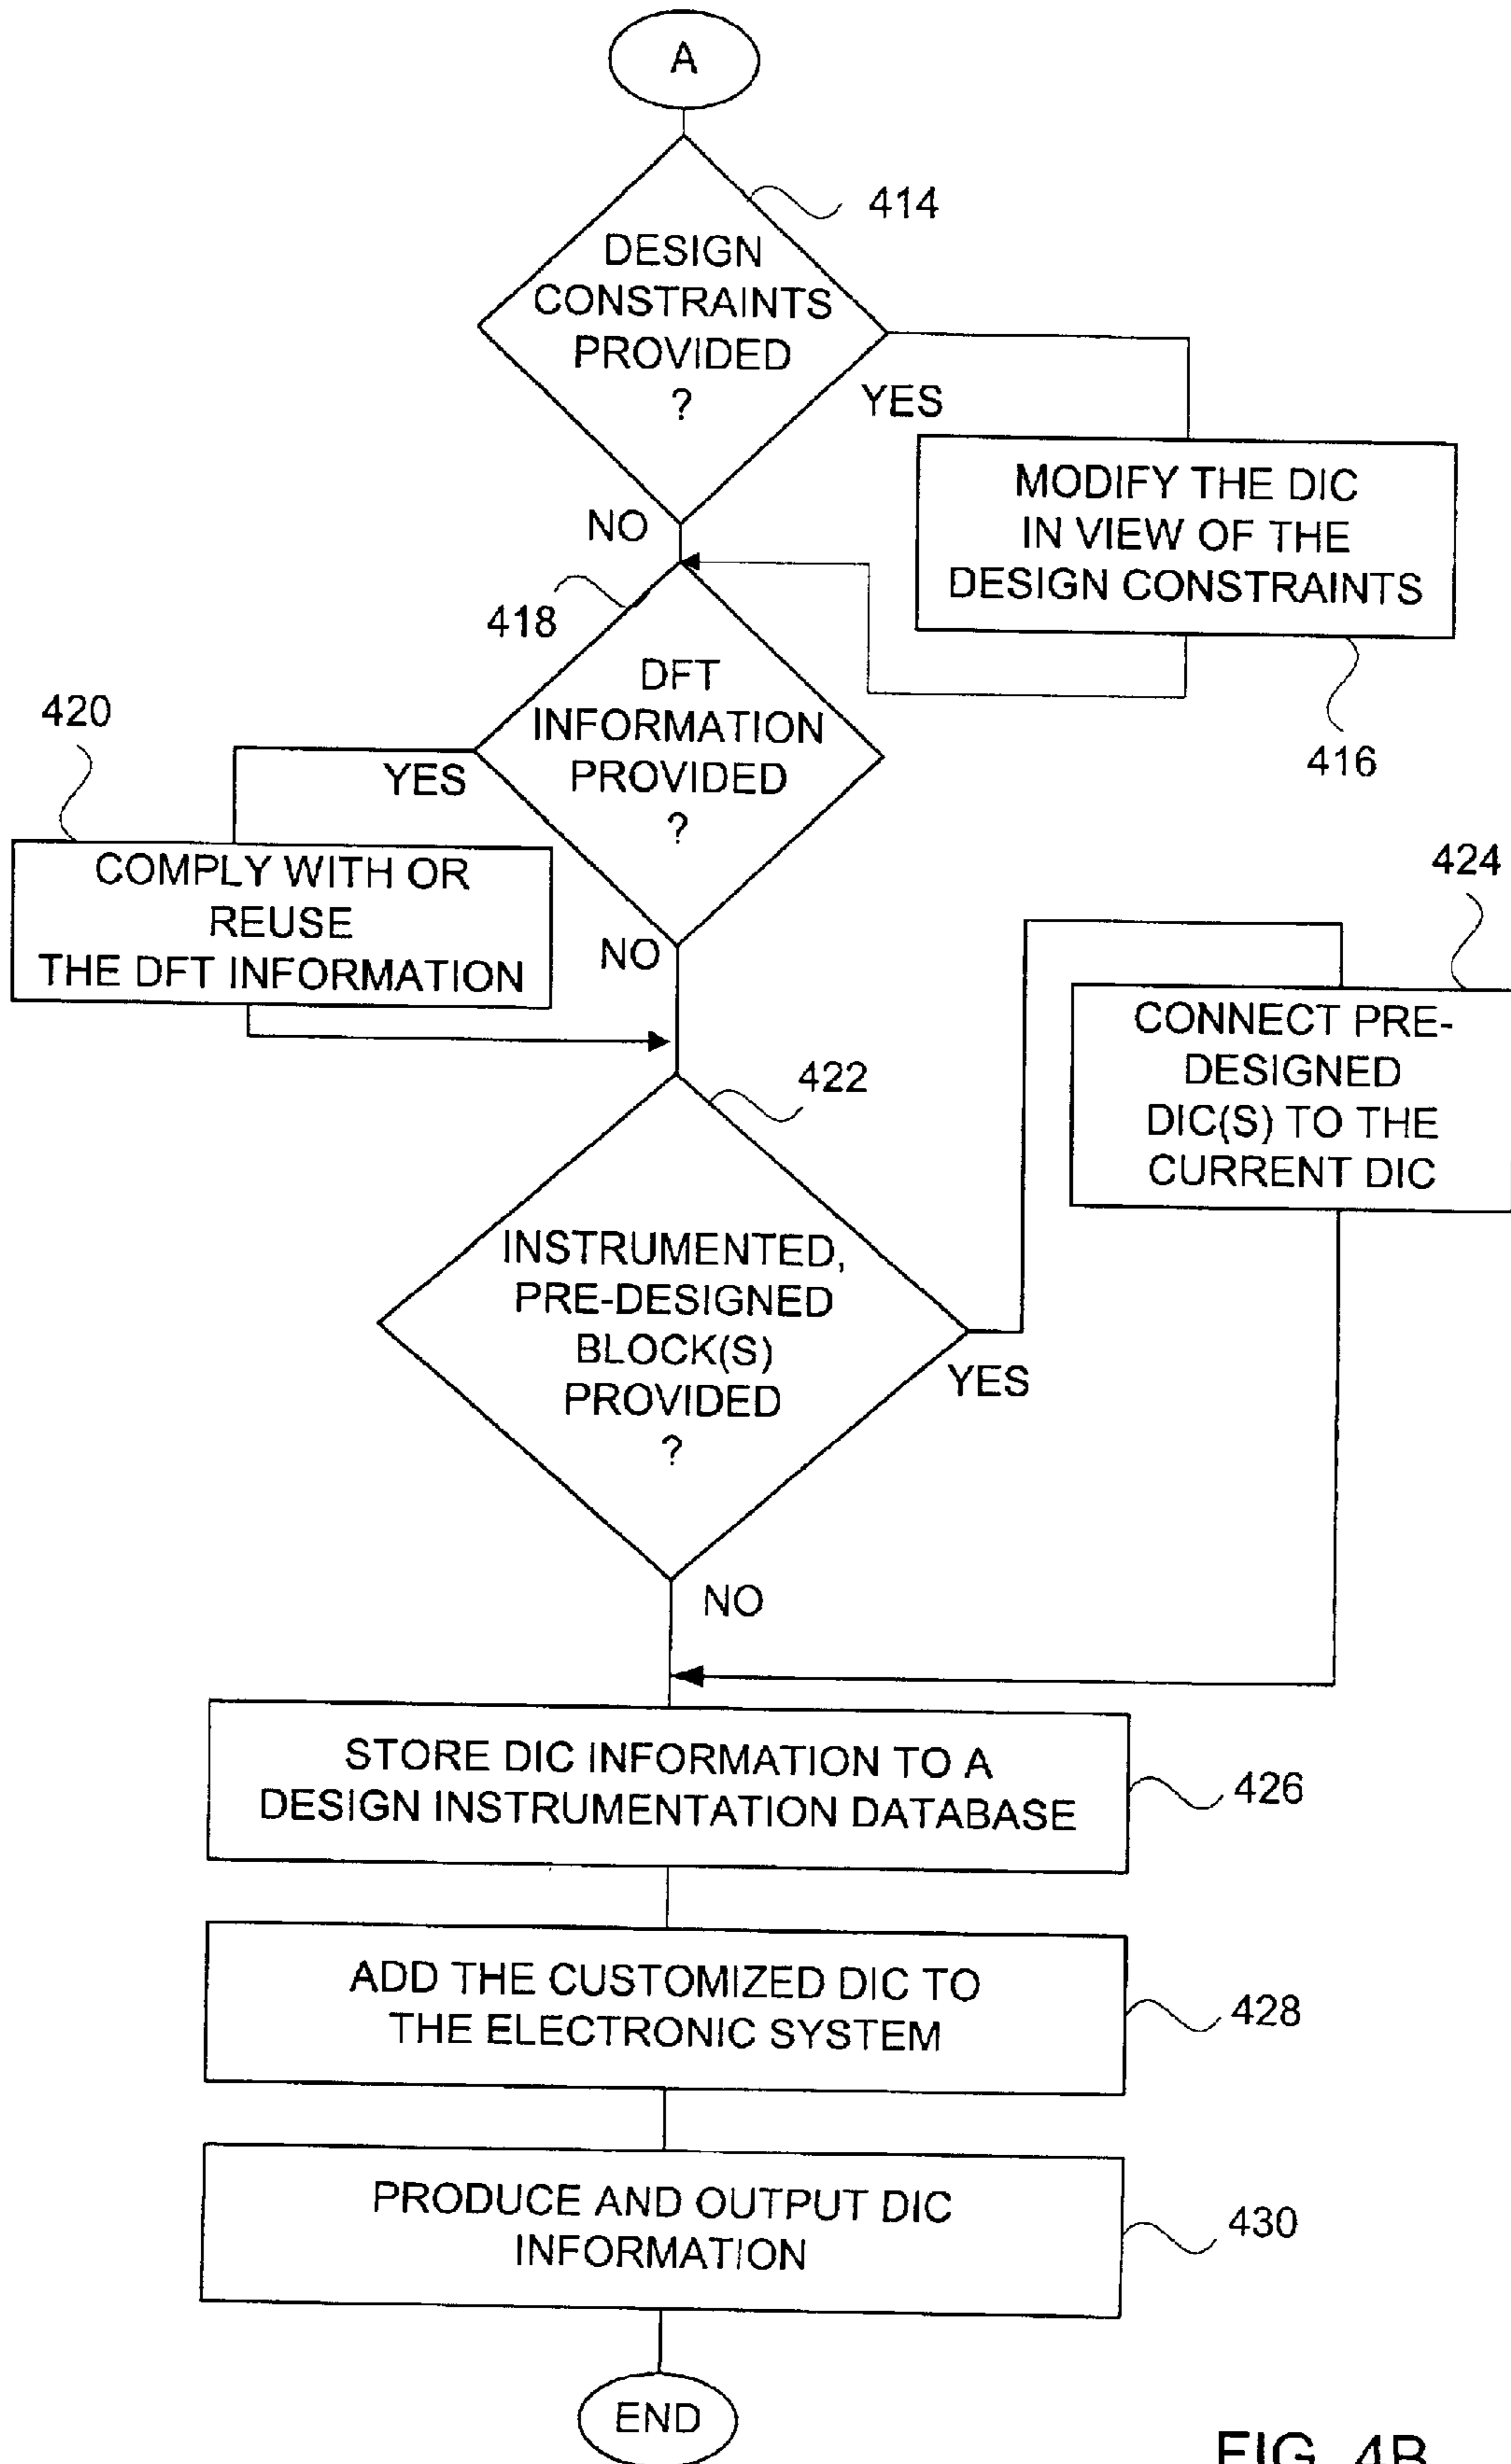 A
414
DESIGN
CONSTRAINTS
PROVIDED
?
YES
NO
MODIFY THE DIC
IN VIEW OF THE
DESIGN CONSTRAINTS
416
418
DFT
INFORMATION
PROVIDED
?
YES
NO
420
COMPLY WITH OR
REUSE
THE DFT INFORMATION
422
INSTRUMENTED,
PRE-DESIGNED
BLOCK(S)
PROVIDED
?
YES
NO
424
CONNECT PRE-
DESIGNED
DIC(S) TO THE
CURRENT DIC
STORE DIC INFORMATION TO A
DESIGN INSTRUMENTATION DATABASE
426
ADD THE CUSTOMIZED DIC TO
THE ELECTRONIC SYSTEM
428
PRODUCE AND OUTPUT DIC
INFORMATION
430
END
FIG. 4B